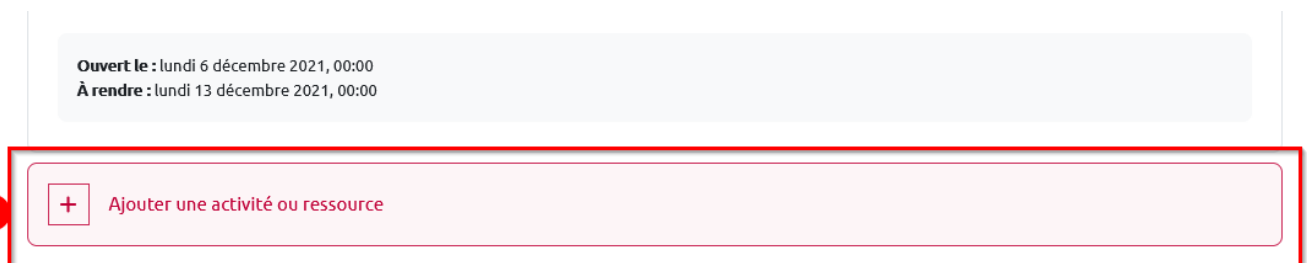 Ouvert le : lundi 6 décembre 2021, 00:00
À rendre : lundi 13 décembre 2021, 00:00
+ Ajouter une activité ou ressource